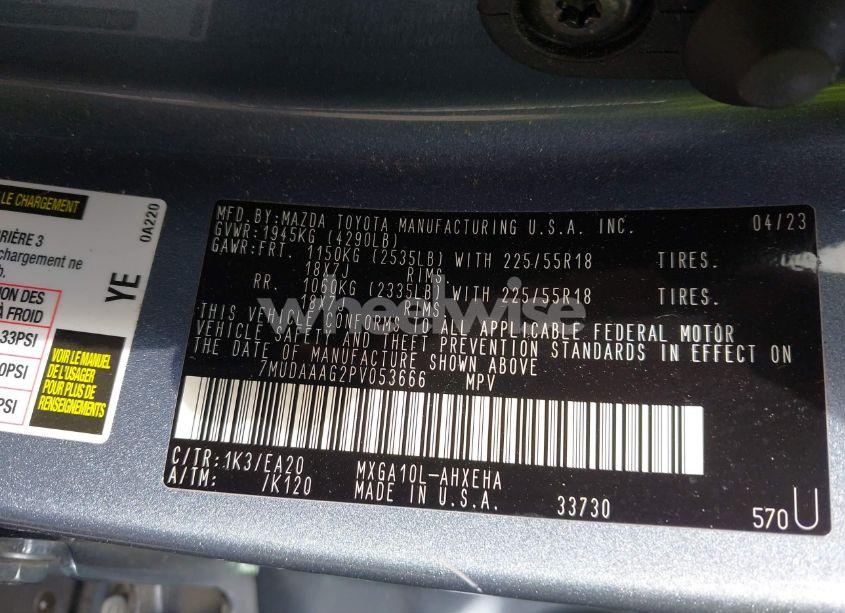 LE CHARGEMENT
RIÈRE 3
chargement ne
b.
ION DES
À FROID
33PSI
0PSI
PSI
VOIR LE MANUEL
DE L'USAGER
POUR PLUS DE
RENSEIGNEMENTS
YE
0A220
MFD. BY:MAZDA TOYOTA MANUFACTURING U.S.A. INC. 04/23
GVWR:1945KG (4290LB)
GAWR:FRT. 1150KG (2535LB) WITH 225/55R18 TIRES.
18X7J RIMS.
RR. 1060KG (2335LB) WITH 225/55R18 TIRES.
18X7J RIMS.
THIS VEHICLE CONFORMS TO ALL APPLICABLE FEDERAL MOTOR
VEHICLE SAFETY AND THEFT PREVENTION STANDARDS IN EFFECT ON
THE DATE OF MANUFACTURE SHOWN ABOVE
7MUDAAAG2PV053666 MPV
C/TR:1K3/EA20 MXGA10L-AHXEHA
A/TM: /K120 MADE IN U.S.A. 33730
570U
wheelwise